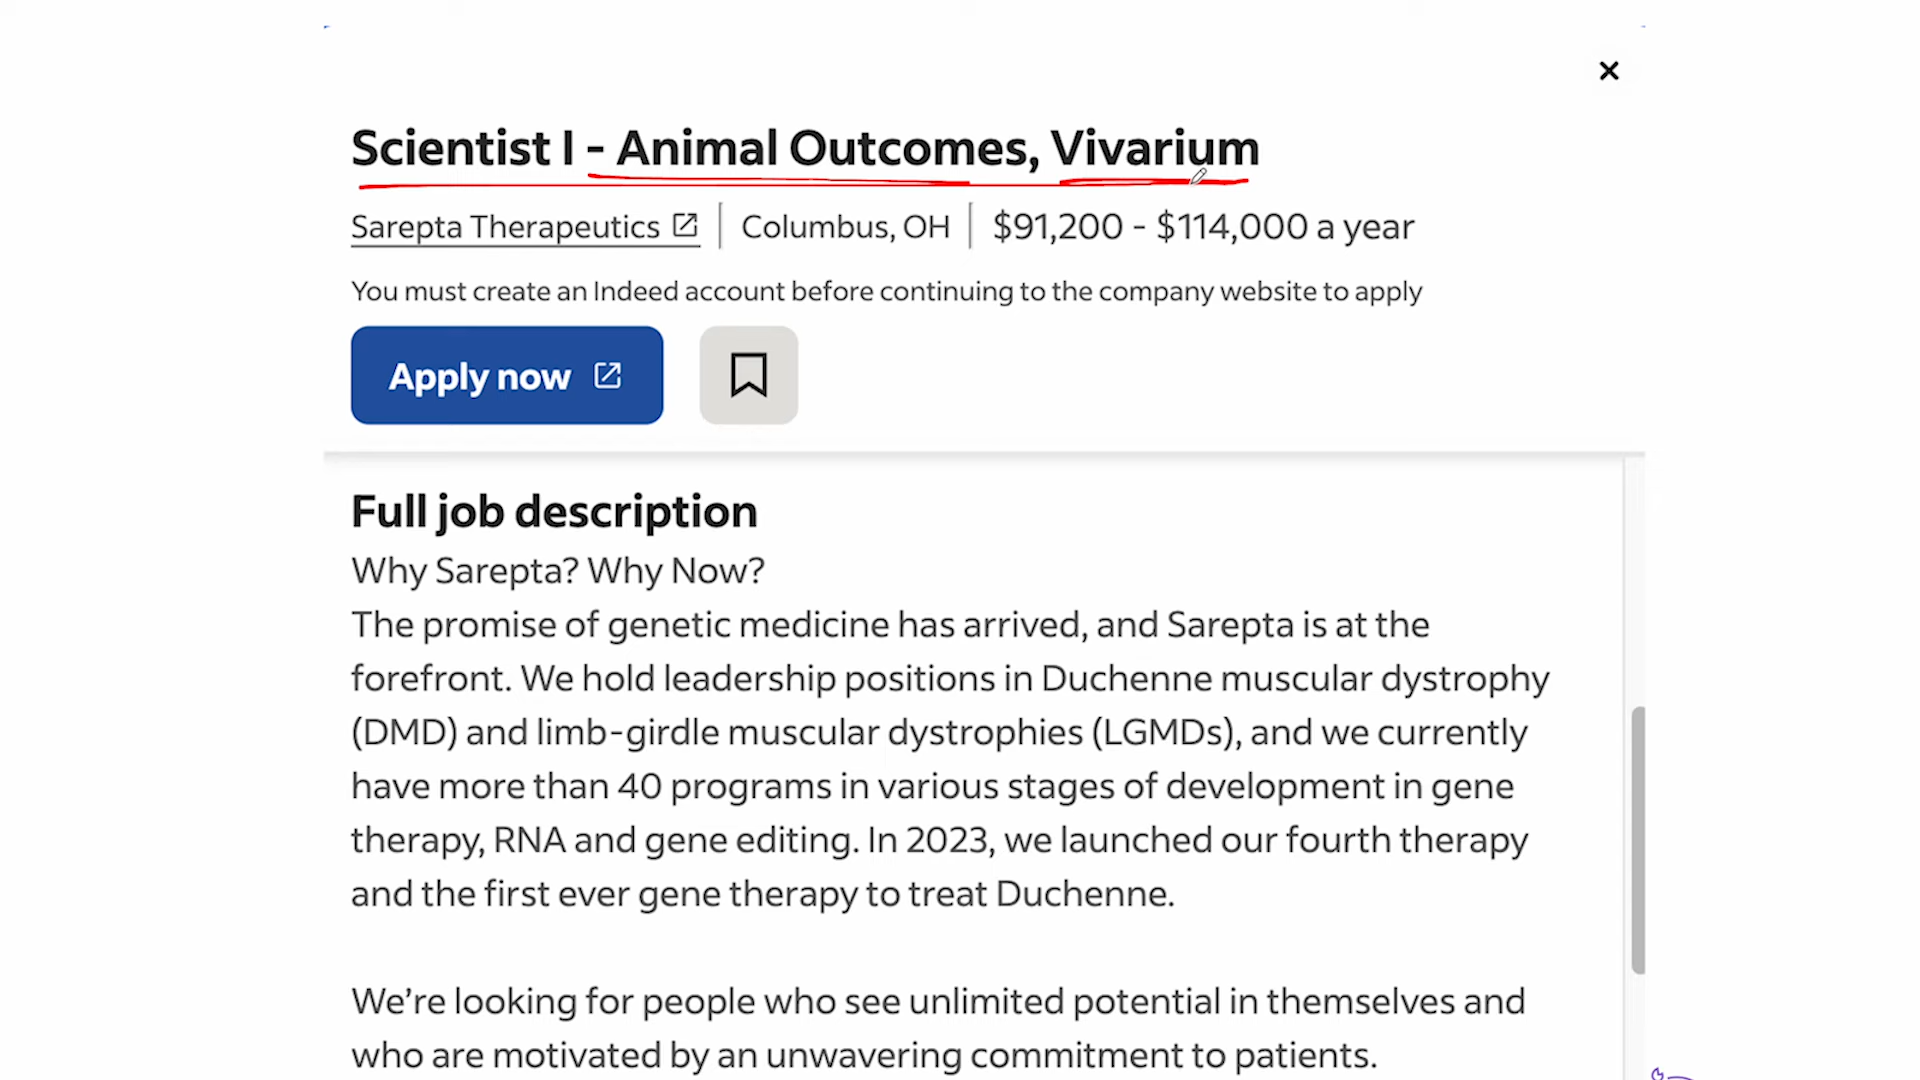 Scientist I - Animal Outcomes, Vivarium
Sarepta Therapeutics
Columbus, OH
$91,200 - $114,000 a year
You must create an Indeed account before continuing to the company website to apply
Apply now
Full job description
Why Sarepta? Why Now?
The promise of genetic medicine has arrived, and Sarepta is at the
forefront. We hold leadership positions in Duchenne muscular dystrophy
(DMD) and limb-girdle muscular dystrophies (LGMDs), and we currently
have more than 40 programs in various stages of development in gene
therapy, RNA and gene editing. In 2023, we launched our fourth therapy
and the first ever gene therapy to treat Duchenne.
We’re looking for people who see unlimited potential in themselves and
who are motivated by an unwavering commitment to patients.